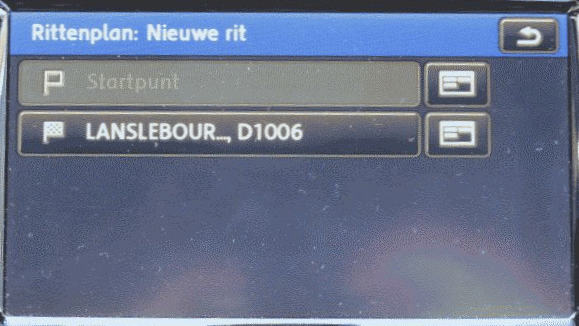 Rittenplan: Nieuwe rit
Startpunt
LANSLEBOUR..., D1006